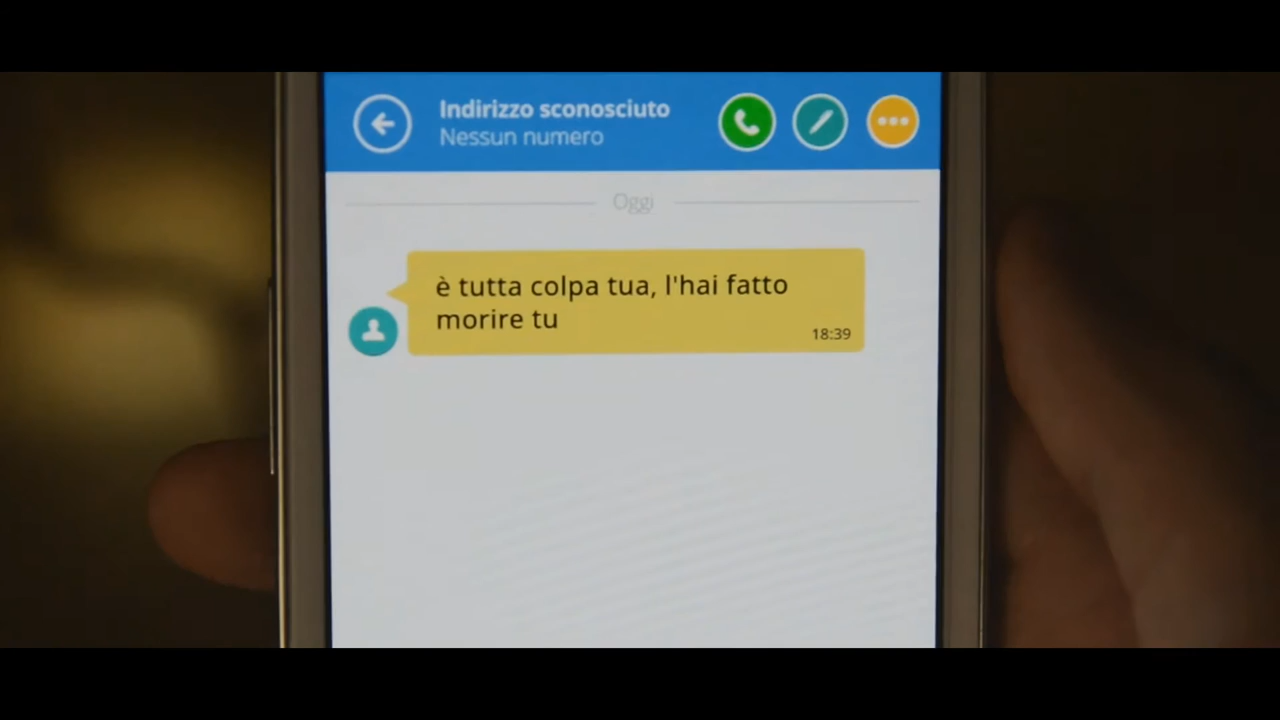 Indirizzo sconosciuto
Nessun numero
Oggi
è tutta colpa tua, l'hai fatto
morire tu
18:39